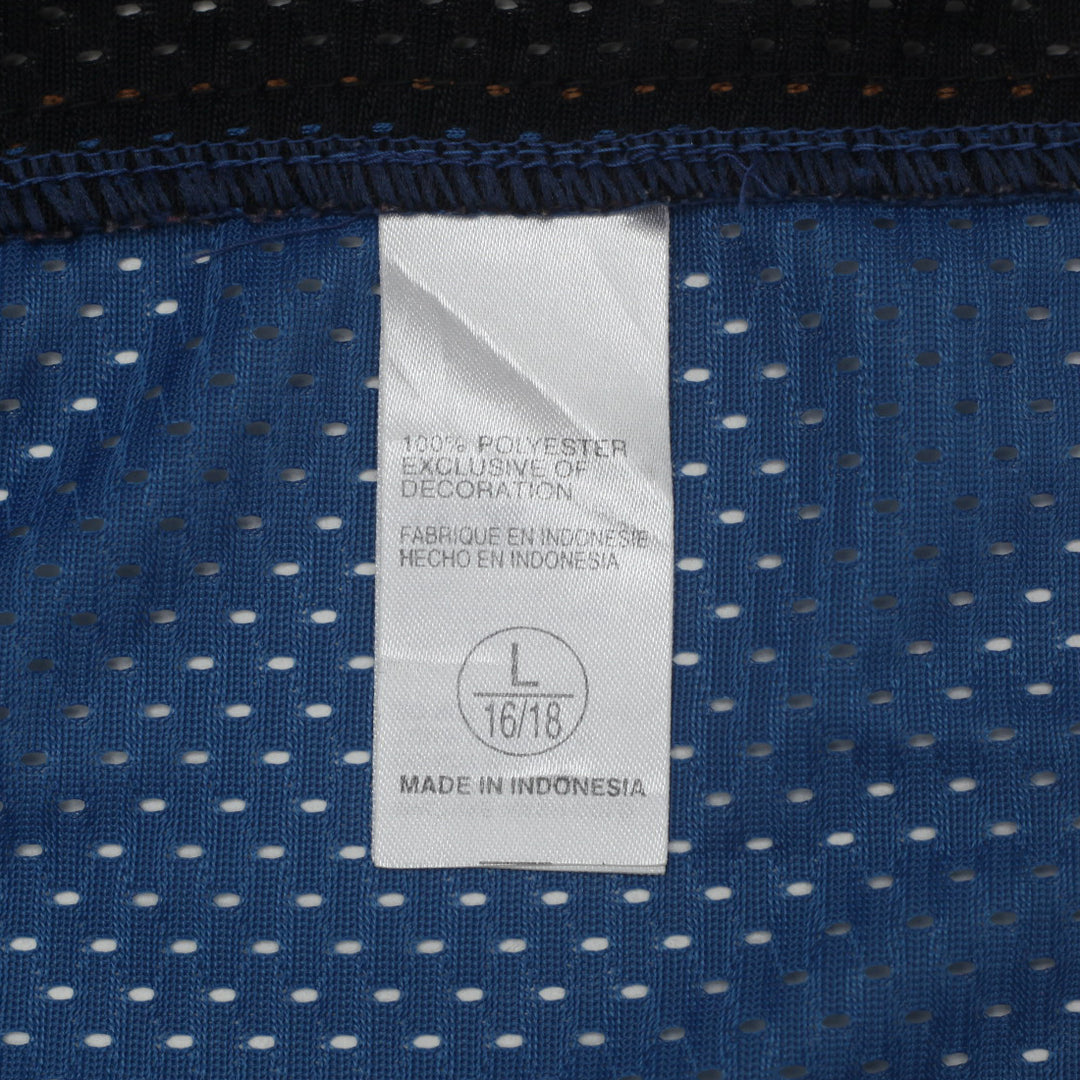 100% POLYESTER
EXCLUSIVE OF
DECORATION
FABRIQUE EN INDONESIE
HECHO EN INDONESIA
L
16/18
MADE IN INDONESIA